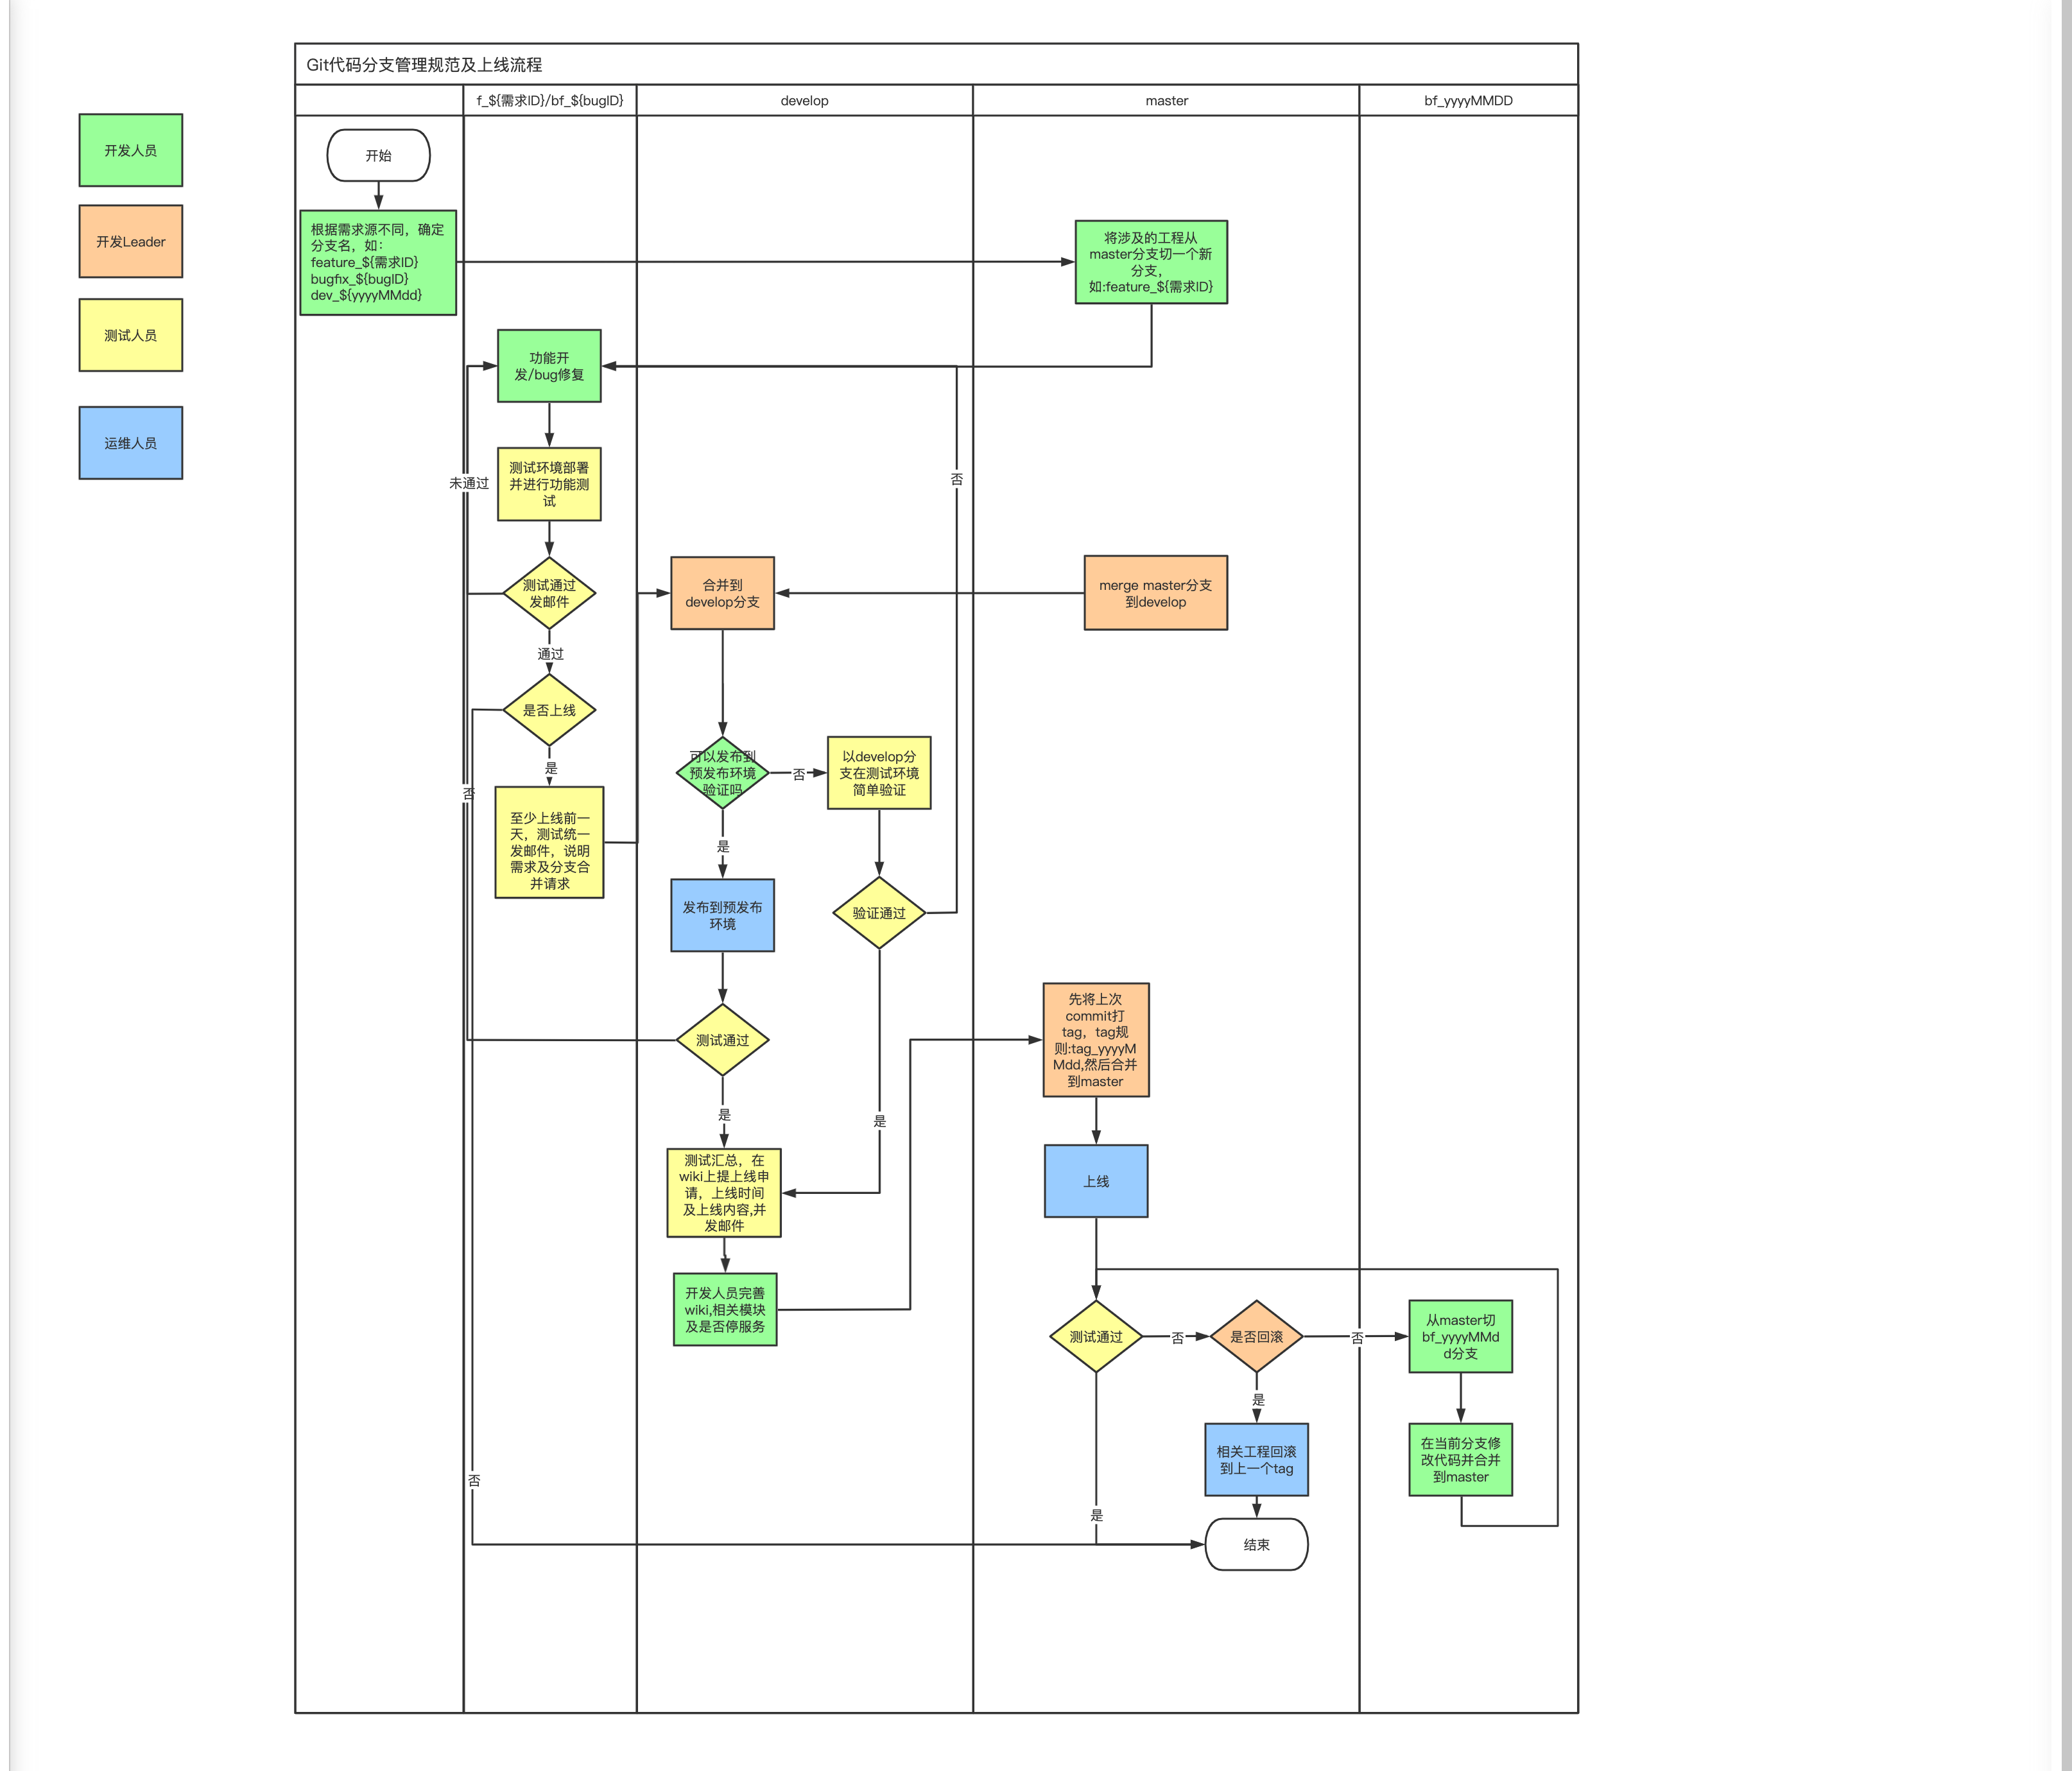 Git代码分支管理规范及上线流程
f_${需求ID}/bf_${bugID}
develop
master
bf_yyyyMMDD
开发人员
开发Leader
测试人员
运维人员
开始
根据需求源不同，确定
分支名，如：
feature_${需求ID}
bugfix_${bugID}
dev_${yyyyMMdd}
将涉及的工程从
master分支切一个新
分支，
如:feature_${需求ID}
功能开
发/bug修复
测试环境部署
并进行功能测
试
未通过
否
测试通过
发邮件
合并到
develop分支
merge master分支
到develop
通过
是否上线
是
否
可以发布到
预发布环境
验证吗
否
以develop分
支在测试环境
简单验证
至少上线前一
天，测试统一
发邮件，说明
需求及分支合
并请求
是
发布到预发布
环境
验证通过
测试通过
先将上次
commit打
tag，tag规
则:tag_yyyyM
Mdd,然后合并
到master
是
是
测试汇总，在
wiki上提上线申
请，上线时间
及上线内容,并
发邮件
上线
开发人员完善
wiki,相关模块
及是否停服务
测试通过
否
是否回滚
否
从master切
bf_yyyyMMd
d分支
是
相关工程回滚
到上一个tag
在当前分支修
改代码并合并
到master
否
是
结束